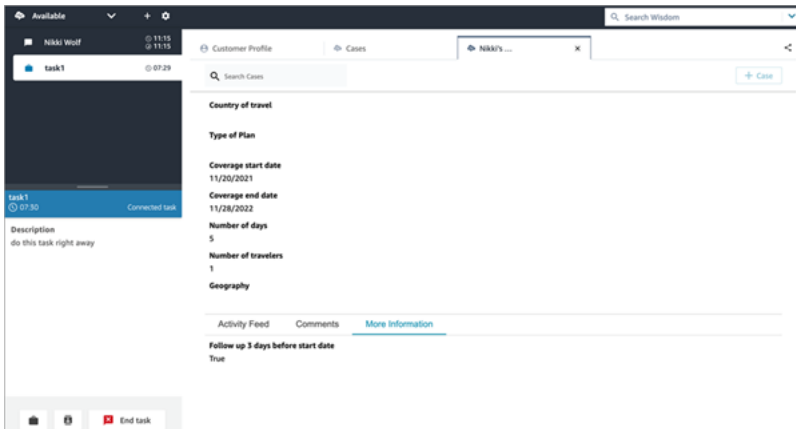 Available
+
Search Wisdom
Nikki Wolf
11:15
11:15
task1
07:29
Customer Profile
Cases
Nikki's ...
×
Search Cases
+ Case
Country of travel
Type of Plan
Coverage start date
11/20/2021
Coverage end date
11/28/2022
Number of days
5
Number of travelers
1
Geography
task1
07:30
Connected task
Description
do this task right away
Activity Feed
Comments
More Information
Follow up 3 days before start date
True
End task